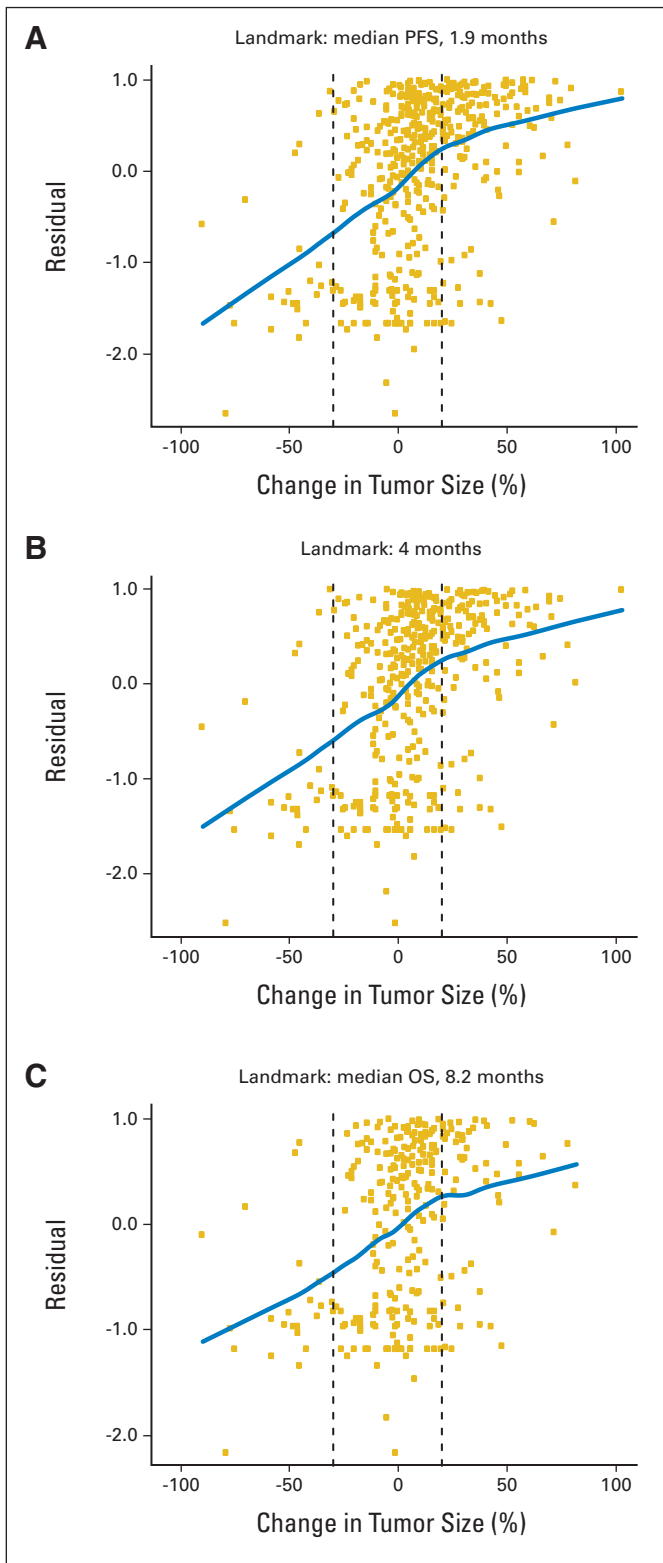 A
Landmark: median PFS, 1.9 months
1.0
0.0
-1.0
-2.0
Residual
-100 -50 0 50 100
Change in Tumor Size (%)
B
Landmark: 4 months
1.0
0.0
-1.0
-2.0
Residual
-100 -50 0 50 100
Change in Tumor Size (%)
C
Landmark: median OS, 8.2 months
1.0
0.0
-1.0
-2.0
Residual
-100 -50 0 50 100
Change in Tumor Size (%)